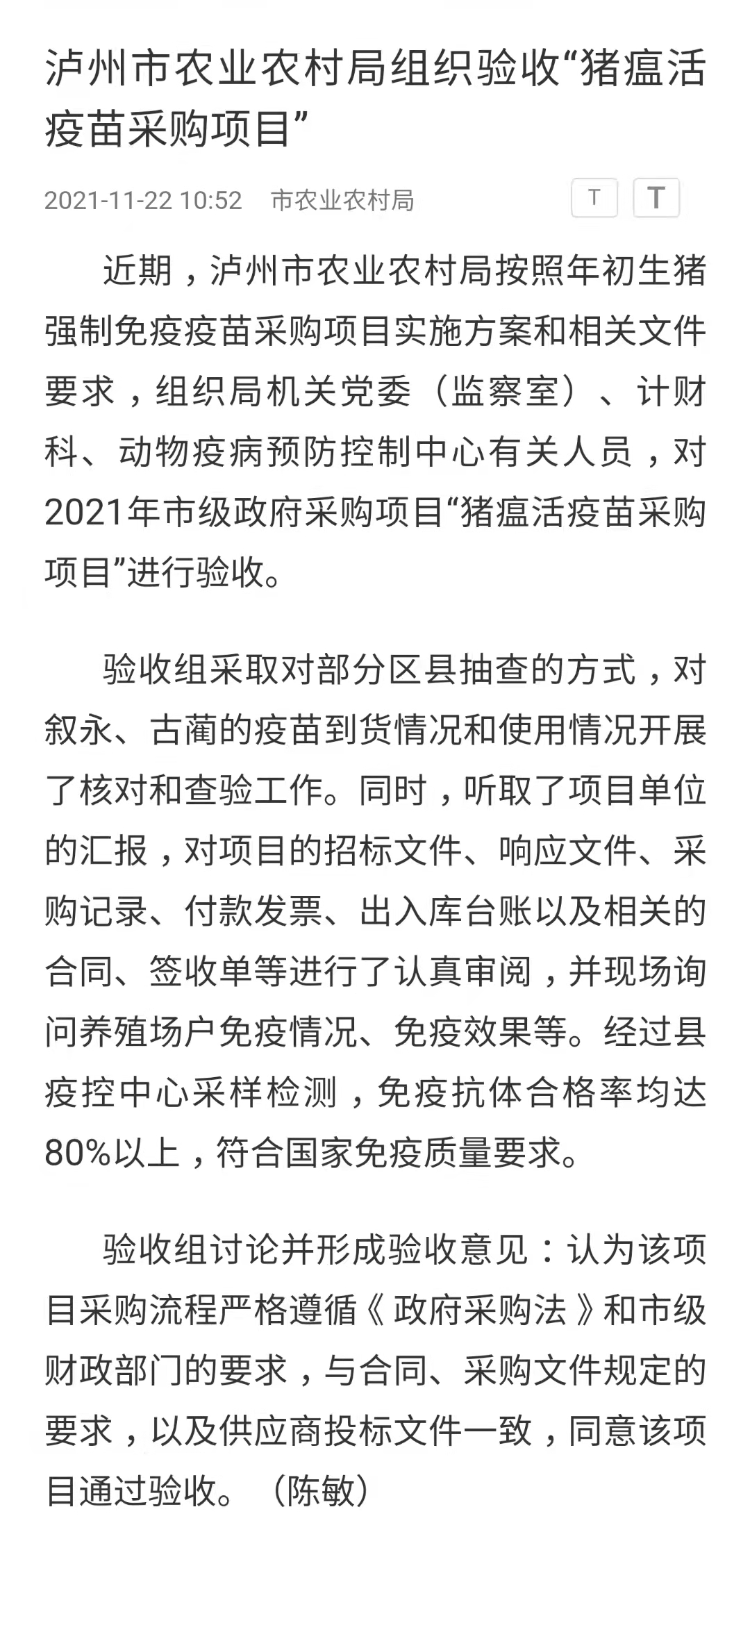 泸州市农业农村局组织验收“猪瘟活
疫苗采购项目”
2021-11-22 10:52 市农业农村局 T T
近期，泸州市农业农村局按照年初生猪
强制免疫疫苗采购项目实施方案和相关文件
要求，组织局机关党委（监察室）、计财
科、动物疫病预防控制中心有关人员，对
2021年市级政府采购项目“猪瘟活疫苗采购
项目”进行验收。
验收组采取对部分区县抽查的方式，对
叙永、古蔺的疫苗到货情况和使用情况开展
了核对和查验工作。同时，听取了项目单位
的汇报，对项目的招标文件、响应文件、采
购记录、付款发票、出入库台账以及相关的
合同、签收单等进行了认真审阅，并现场询
问养殖场户免疫情况、免疫效果等。经过县
疫控中心采样检测，免疫抗体合格率均达
80%以上，符合国家免疫质量要求。
验收组讨论并形成验收意见：认为该项
目采购流程严格遵循《政府采购法》和市级
财政部门的要求，与合同、采购文件规定的
要求，以及供应商投标文件一致，同意该项
目通过验收。（陈敏）